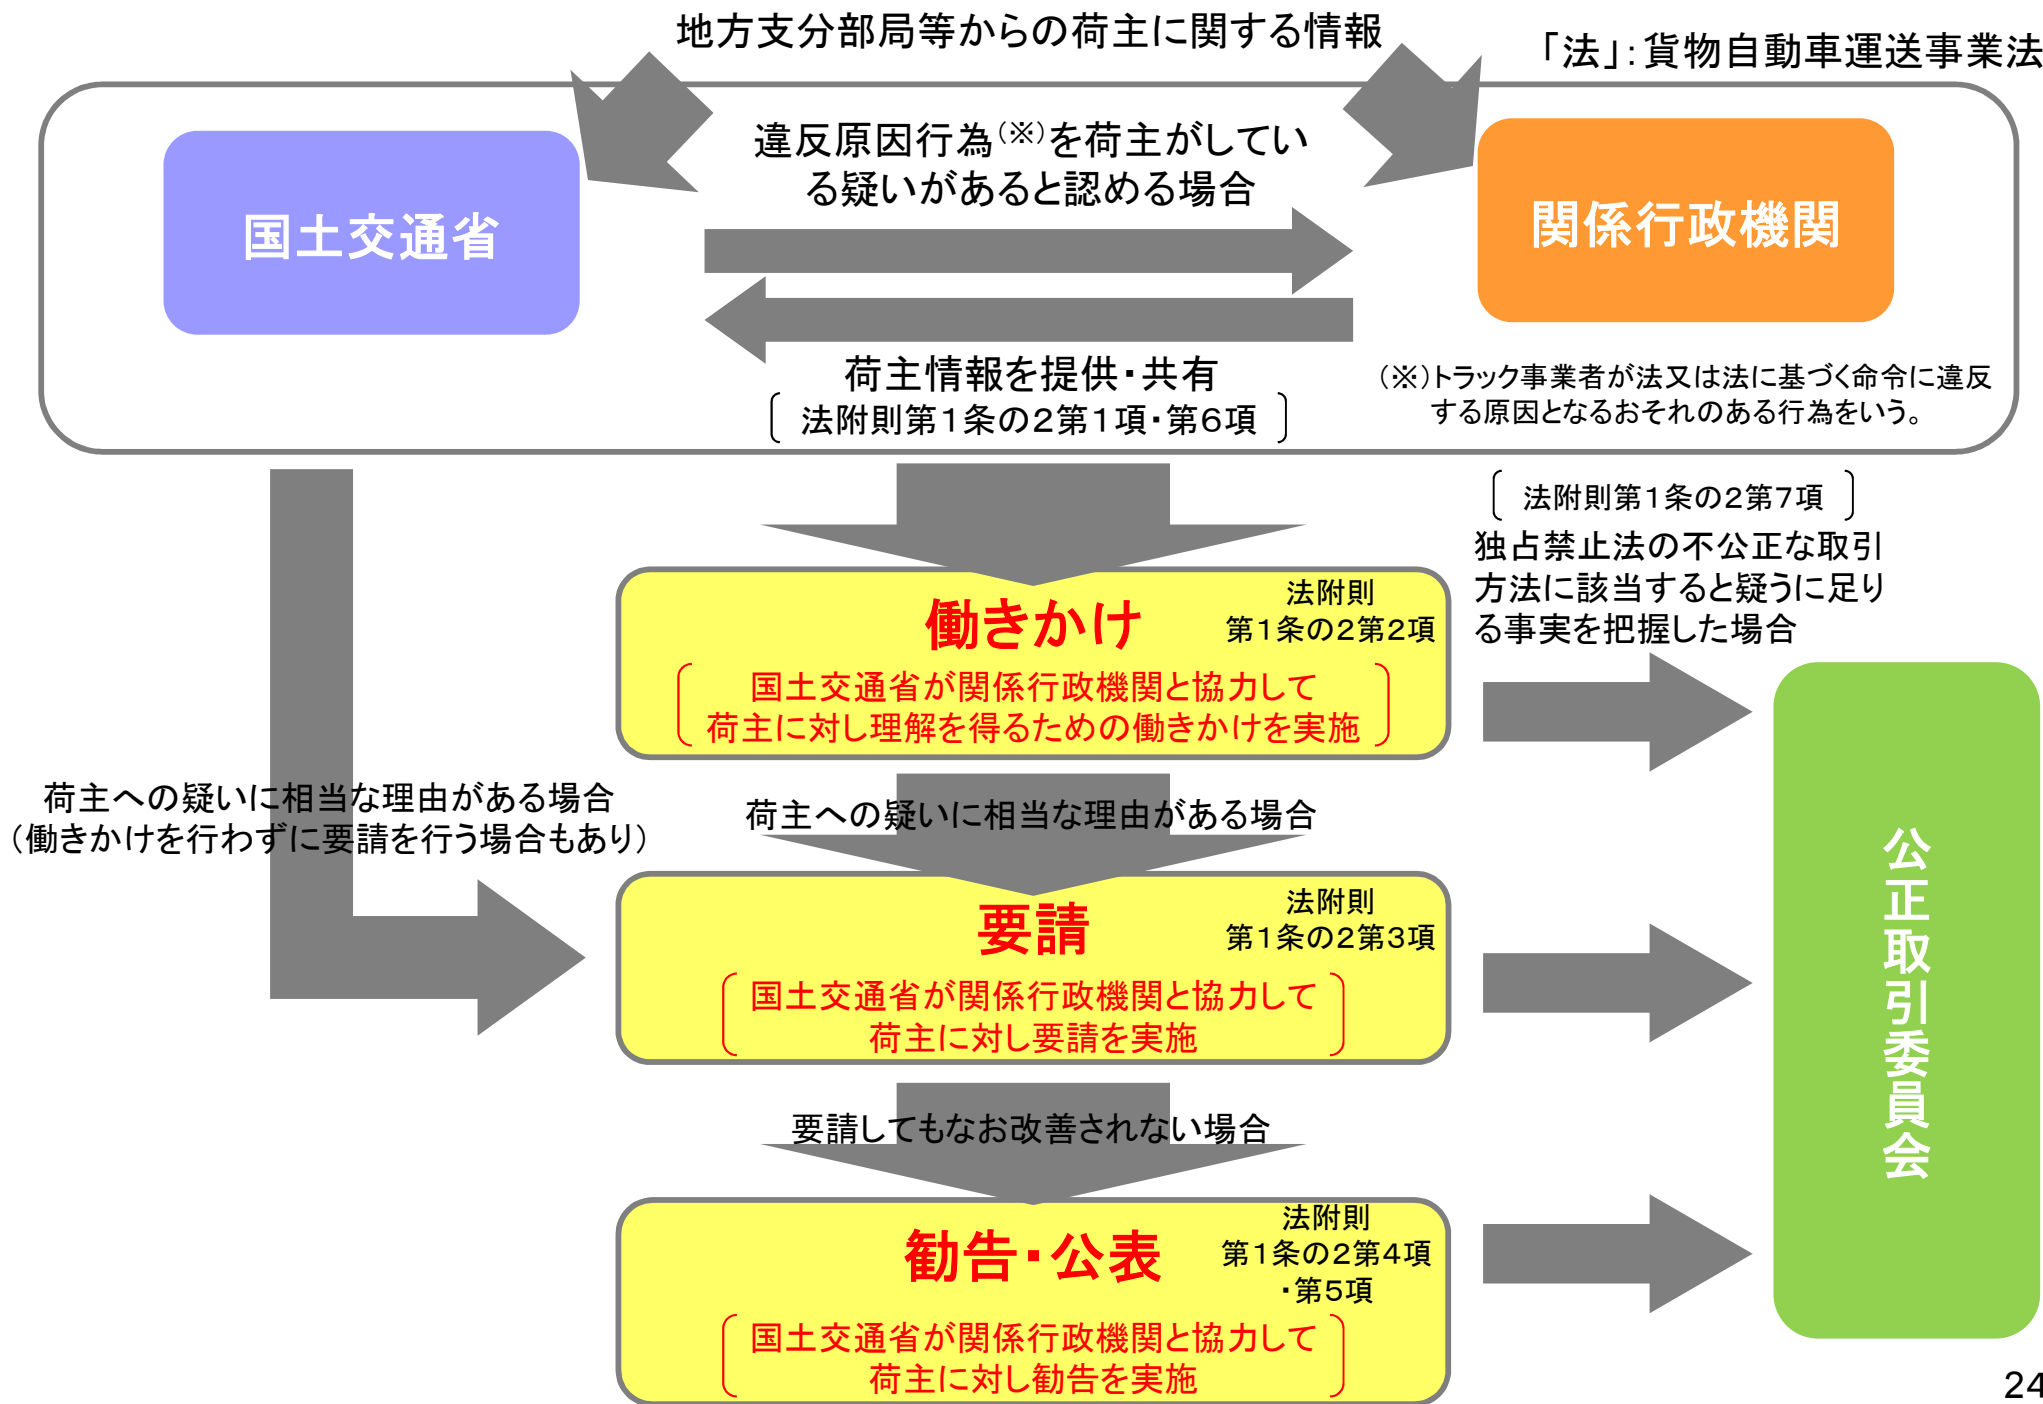 地方支分部局等からの荷主に関する情報
「法」：貨物自動車運送事業法
違反原因行為（※）を荷主がしてい
る疑いがあると認める場合
国土交通省
関係行政機関
荷主情報を提供・共有
法附則第１条の２第１項・第６項
（※）トラック事業者が法又は法に基づく命令に違反
する原因となるおそれのある行為をいう。
法附則第１条の２第７項
独占禁止法の不公正な取引
方法に該当すると疑うに足り
る事実を把握した場合
働きかけ
法附則
第１条の２第２項
国土交通省が関係行政機関と協力して
荷主に対し理解を得るための働きかけを実施
荷主への疑いに相当な理由がある場合
（働きかけを行わずに要請を行う場合もあり）
荷主への疑いに相当な理由がある場合
要請
法附則
第１条の２第３項
国土交通省が関係行政機関と協力して
荷主に対し要請を実施
要請してもなお改善されない場合
勧告・公表
法附則
第１条の２第４項
・第５項
国土交通省が関係行政機関と協力して
荷主に対し勧告を実施
公正取引委員会
24